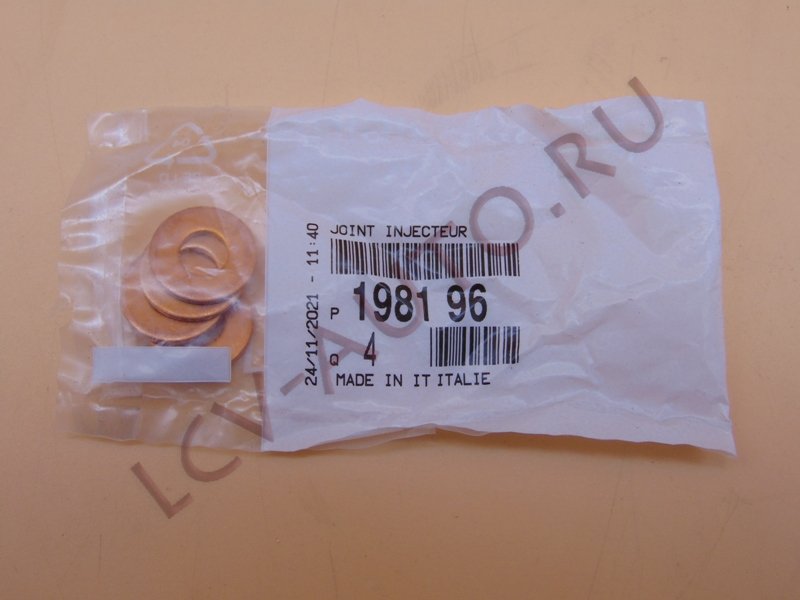 JOINT INJECTEUR
P 1981 96
Q 4
MADE IN IT ITALIE
24/11/2021 - 11:40
LCV-AUTO.RU